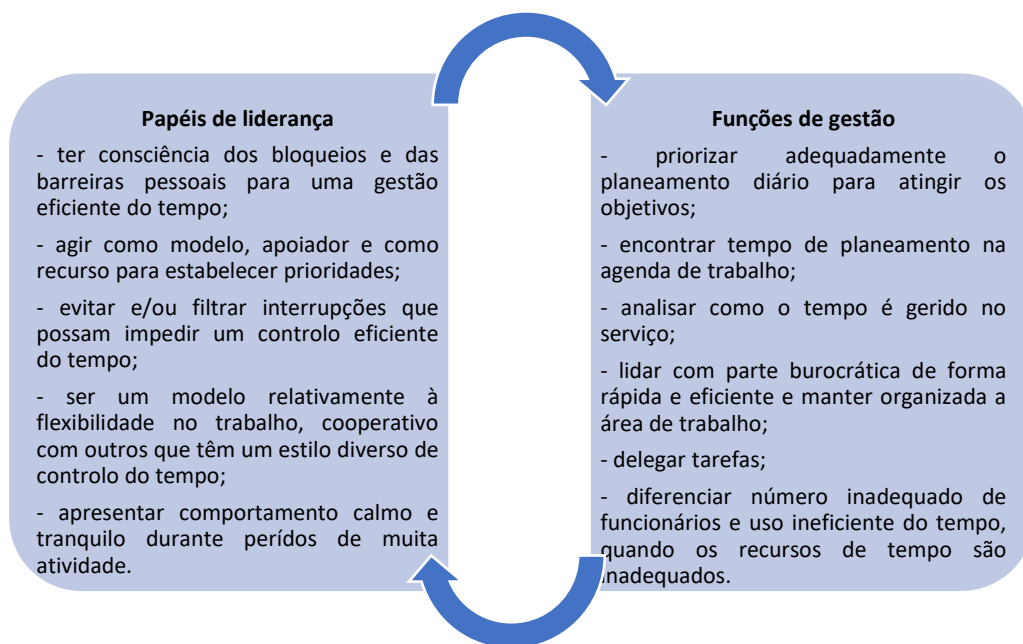 Papéis de liderança
- ter consciência dos bloqueios e das
barreiras pessoais para uma gestão
eficiente do tempo;
- agir como modelo, apoiador e como
recurso para estabelecer prioridades;
- evitar e/ou filtrar interrupções que
possam impedir um controlo eficiente
do tempo;
- ser um modelo relativamente à
flexibilidade no trabalho, cooperativo
com outros que têm um estilo diverso de
controlo do tempo;
- apresentar comportamento calmo e
tranquilo durante perídos de muita
atividade.
Funções de gestão
- priorizar adequadamente o
planeamento diário para atingir os
objetivos;
- encontrar tempo de planeamento na
agenda de trabalho;
- analisar como o tempo é gerido no
serviço;
- lidar com parte burocrática de forma
rápida e eficiente e manter organizada a
área de trabalho;
- delegar tarefas;
- diferenciar número inadequado de
funcionários e uso ineficiente do tempo,
quando os recursos de tempo são
inadequados.